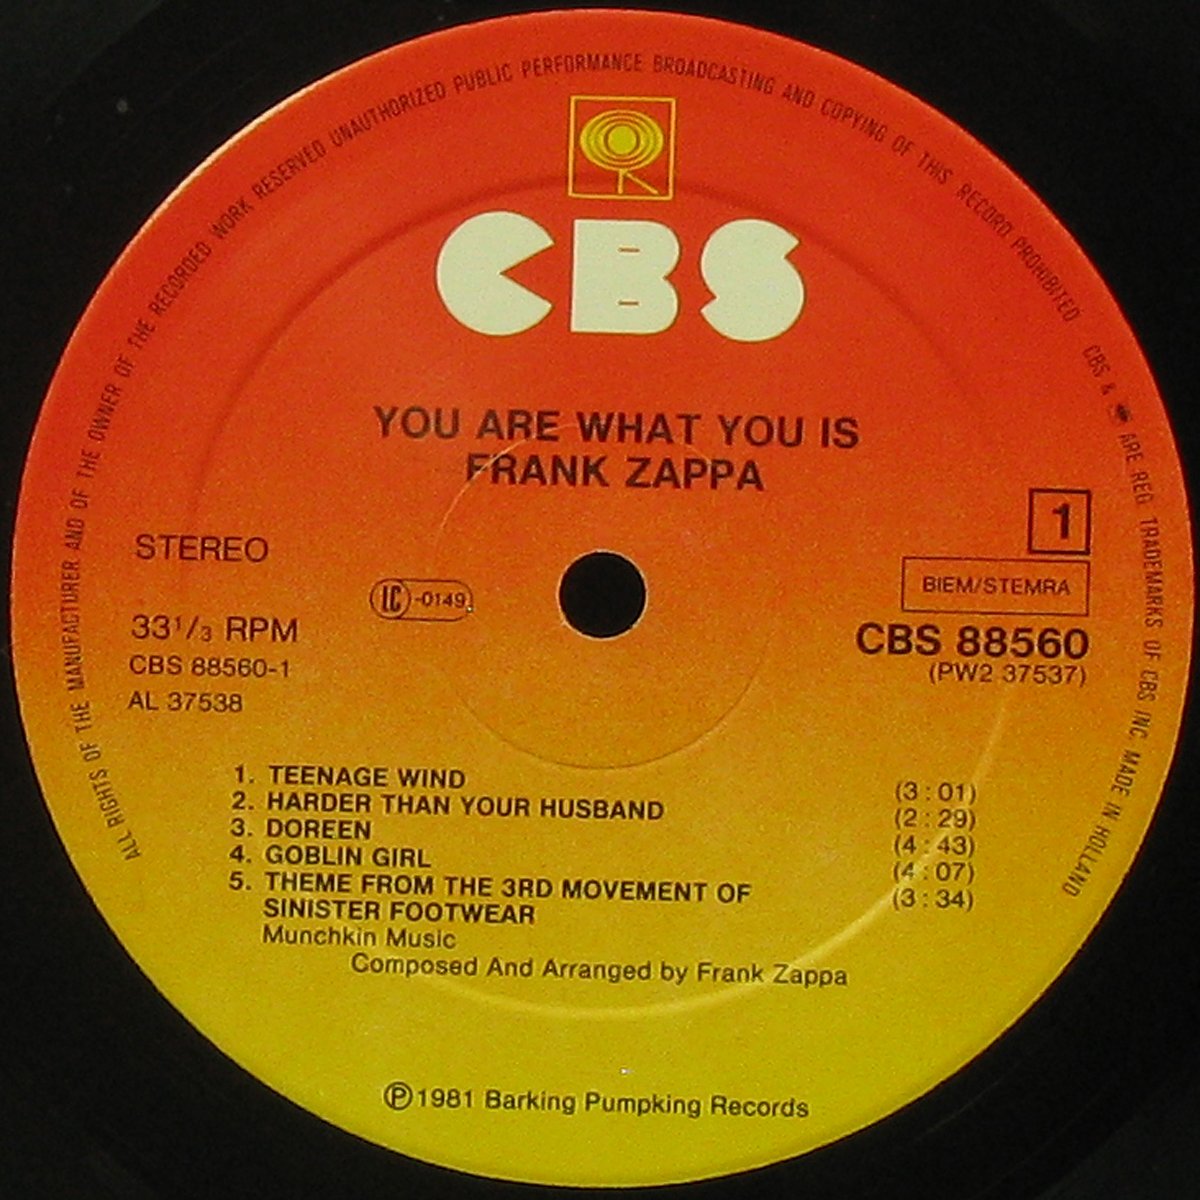 ALL RIGHTS OF THE MANUFACTURER AND OF THE OWNER OF THE RECORDED WORK RESERVED UNAUTHORIZED PUBLIC PERFORMANCE BROADCASTING AND COPYING OF THIS RECORD PROHIBITED CBS & ARE REG TRADEMARKS OF CBS INC MADE IN HOLLAND
CBS
YOU ARE WHAT YOU IS
FRANK ZAPPA
1
STEREO
LC -0149
BIEM/STEMRA
33 1/3 RPM
CBS 88560
CBS 88560-1
(PW2 37537)
AL 37538
1. TEENAGE WIND (3 : 01)
2. HARDER THAN YOUR HUSBAND (2 : 29)
3. DOREEN (4 : 43)
4. GOBLIN GIRL (4 : 07)
5. THEME FROM THE 3RD MOVEMENT OF (3 : 34)
SINISTER FOOTWEAR
Munchkin Music
Composed And Arranged by Frank Zappa
℗ 1981 Barking Pumpking Records